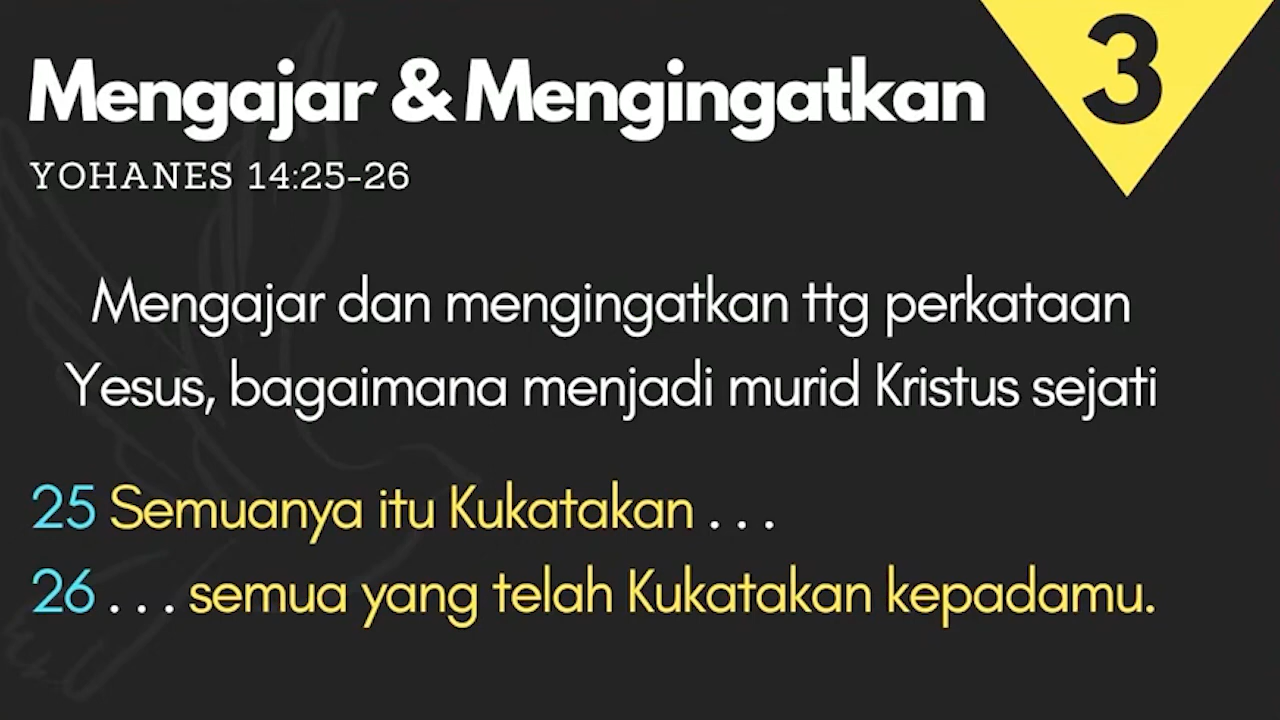 Mengajar & Mengingatkan
3
YOHANES 14:25-26
Mengajar dan mengingatkan ttg perkataan
Yesus, bagaimana menjadi murid Kristus sejati
25 Semuanya itu Kukatakan . . .
26 . . . semua yang telah Kukatakan kepadamu.